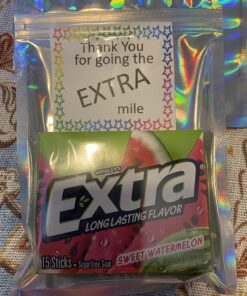 Thank You
for going the
EXTRA
mile
WRIGLEY'S
Extra
LONG LASTING FLAVOR
15 Sticks • Sugarfree Gum
SWEET WATERMELON